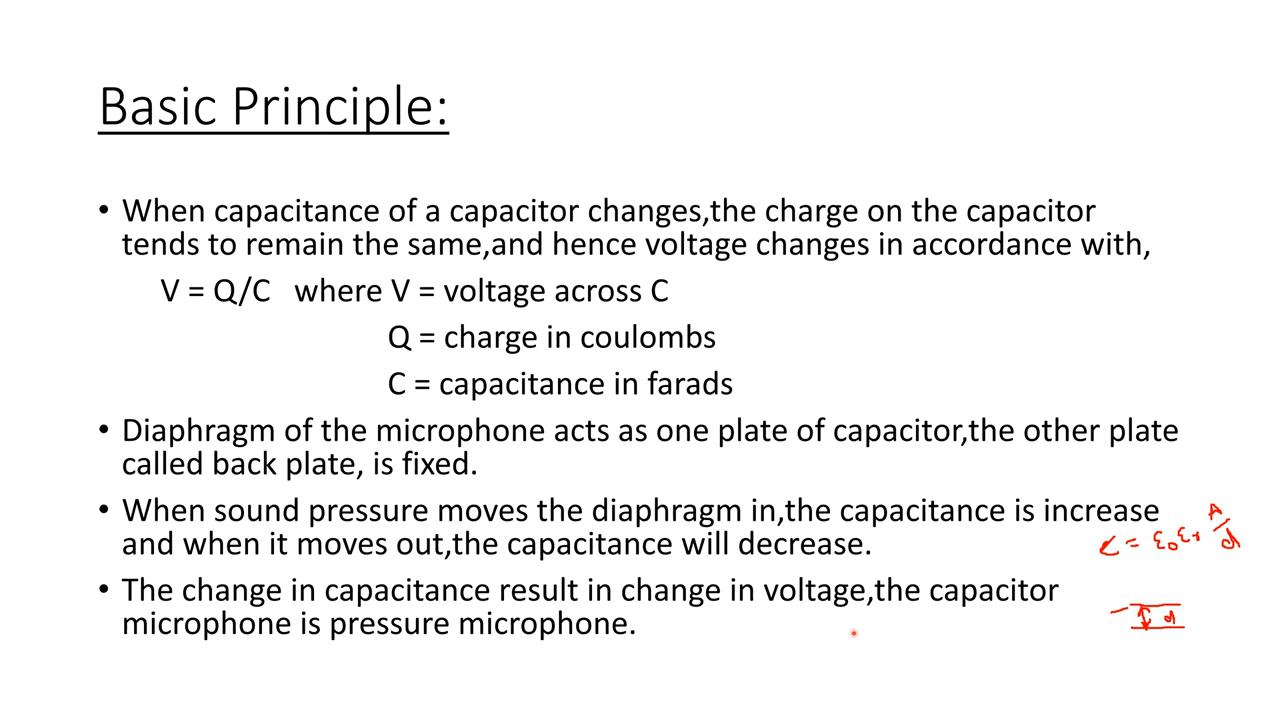 Basic Principle:
• When capacitance of a capacitor changes,the charge on the capacitor
tends to remain the same,and hence voltage changes in accordance with,
V = Q/C where V = voltage across C
Q = charge in coulombs
C = capacitance in farads
• Diaphragm of the microphone acts as one plate of capacitor,the other plate
called back plate, is fixed.
• When sound pressure moves the diaphragm in,the capacitance is increase
and when it moves out,the capacitance will decrease.
C = ε₀εᵣ A/d
• The change in capacitance result in change in voltage,the capacitor
microphone is pressure microphone.
d